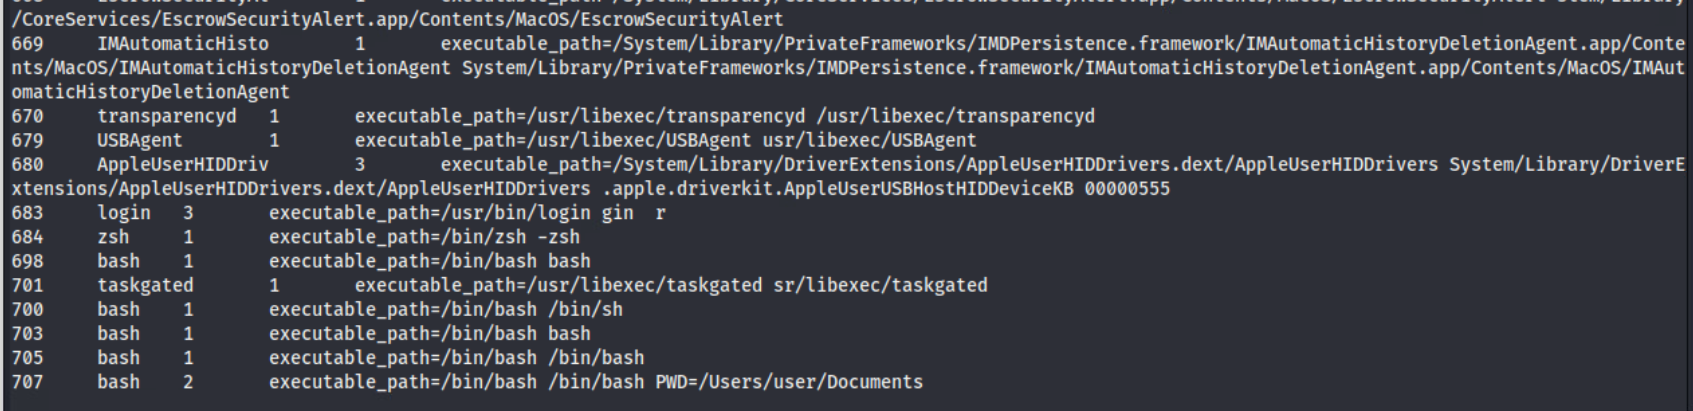 /CoreServices/EscrowSecurityAlert.app/Contents/MacOS/EscrowSecurityAlert
669 IMAutomaticHisto 1 executable_path=/System/Library/PrivateFrameworks/IMDPersistence.framework/IMAutomaticHistoryDeletionAgent.app/Conte
nts/MacOS/IMAutomaticHistoryDeletionAgent System/Library/PrivateFrameworks/IMDPersistence.framework/IMAutomaticHistoryDeletionAgent.app/Contents/MacOS/IMAut
omaticHistoryDeletionAgent
670 transparencyd 1 executable_path=/usr/libexec/transparencyd /usr/libexec/transparencyd
679 USBAgent 1 executable_path=/usr/libexec/USBAgent usr/libexec/USBAgent
680 AppleUserHIDDriv 3 executable_path=/System/Library/DriverExtensions/AppleUserHIDDrivers.dext/AppleUserHIDDrivers System/Library/DriverE
xtensions/AppleUserHIDDrivers.dext/AppleUserHIDDrivers .apple.driverkit.AppleUserUSBHostHIDDeviceKB 00000555
683 login 3 executable_path=/usr/bin/login gin r
684 zsh 1 executable_path=/bin/zsh -zsh
698 bash 1 executable_path=/bin/bash bash
701 taskgated 1 executable_path=/usr/libexec/taskgated sr/libexec/taskgated
700 bash 1 executable_path=/bin/bash /bin/sh
703 bash 1 executable_path=/bin/bash bash
705 bash 1 executable_path=/bin/bash /bin/bash
707 bash 2 executable_path=/bin/bash /bin/bash PWD=/Users/user/Documents